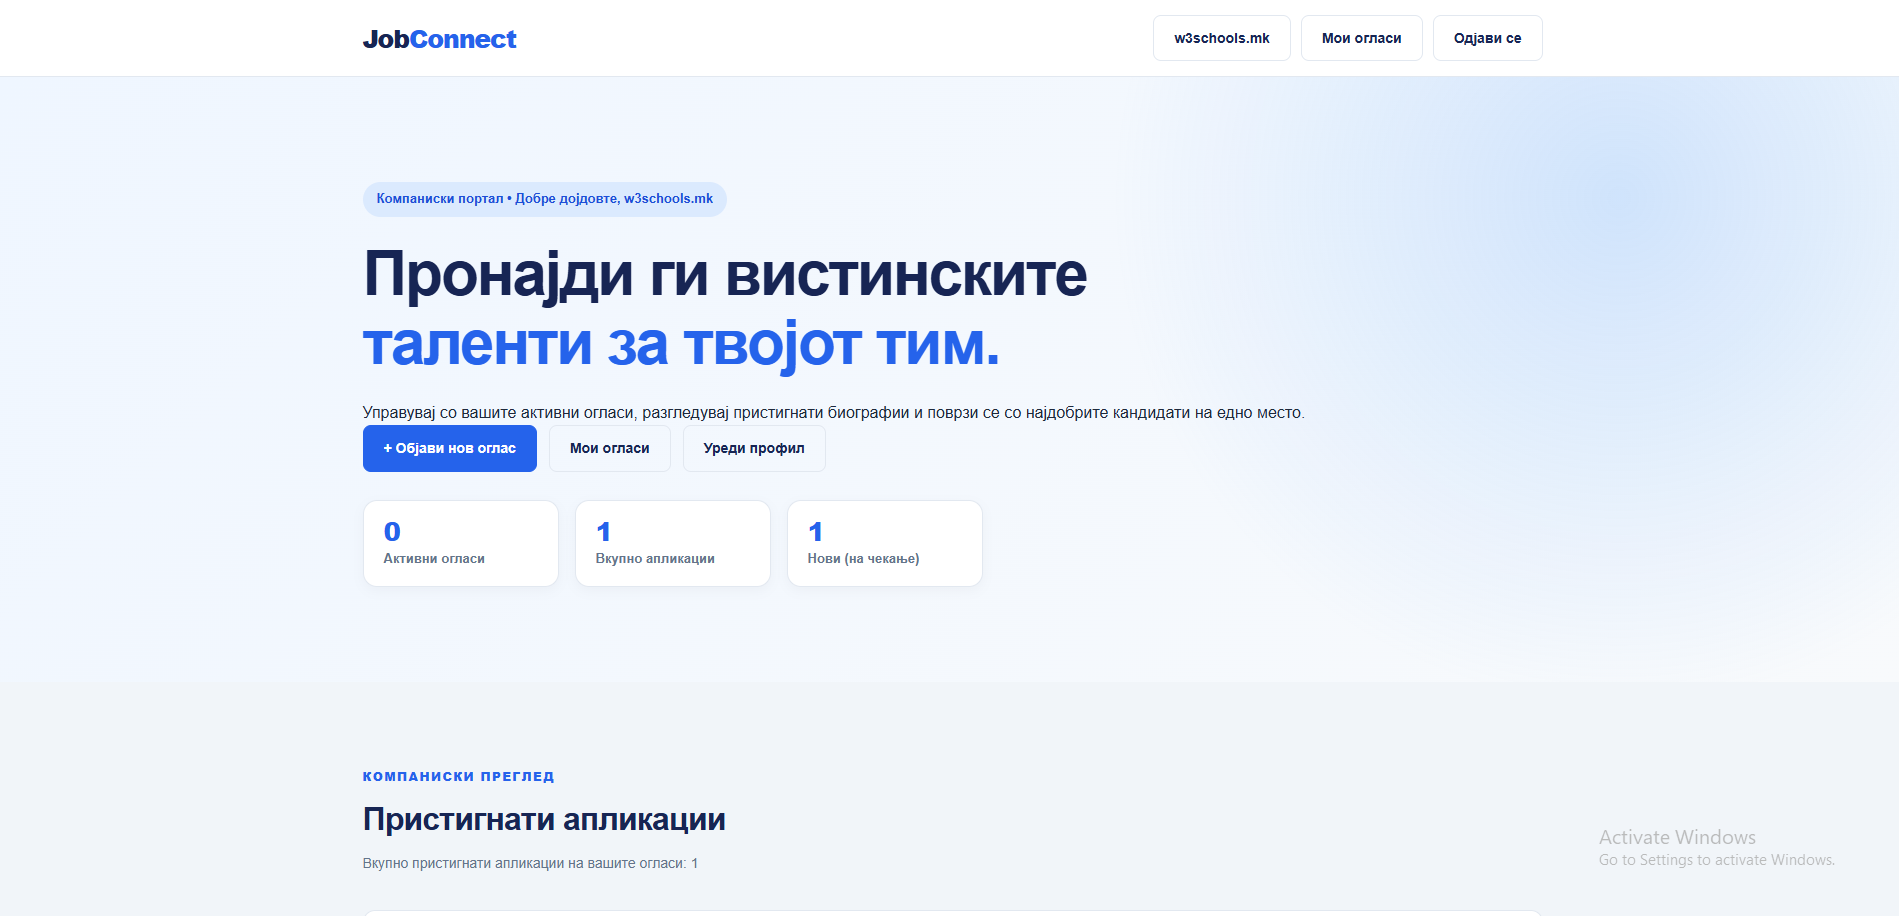 JobConnect
w3schools.mk
Мои огласи
Одјави се
Компаниски портал • Добре дојдовте, w3schools.mk
Пронајди ги вистинските
таленти за твојот тим.
Управувај со вашите активни огласи, разгледувај пристигнати биографии и поврзи се со најдобрите кандидати на едно место.
+ Објави нов оглас
Мои огласи
Уреди профил
0
Активни огласи
1
Вкупно апликации
1
Нови (на чекање)
КОМПАНИСКИ ПРЕГЛЕД
Пристигнати апликации
Вкупно пристигнати апликации на вашите огласи: 1
Activate Windows
Go to Settings to activate Windows.